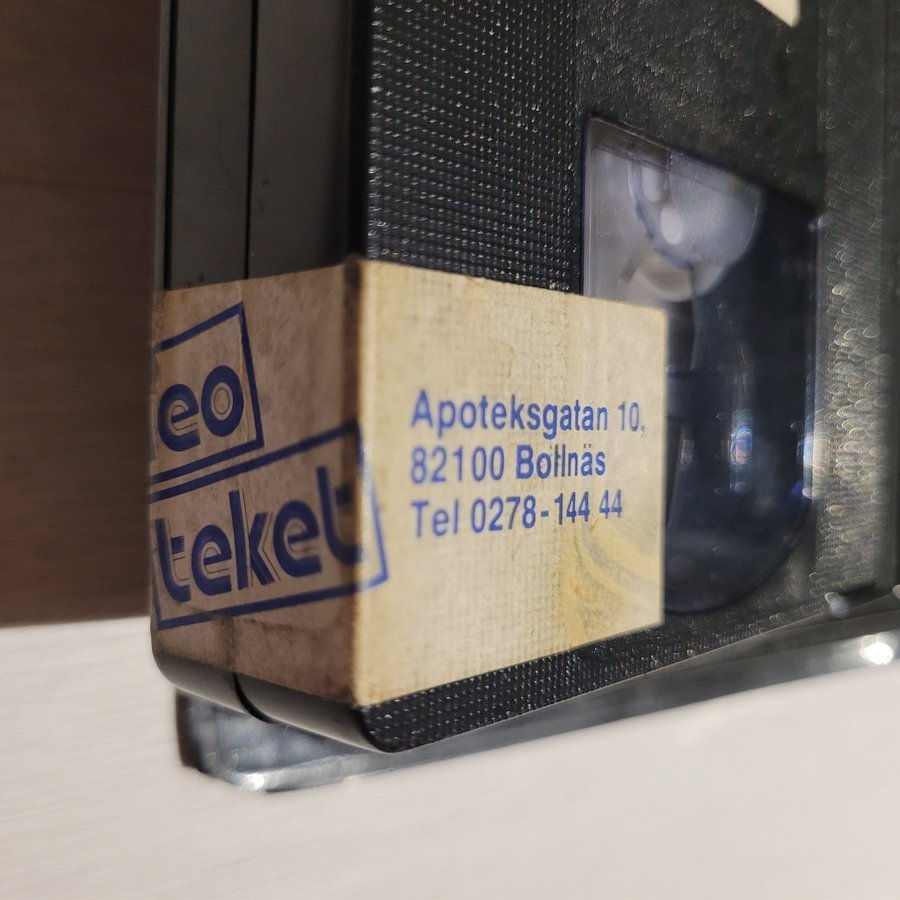 eo
teket
Apoteksgatan 10,
82100 Bollnäs
Tel 0278-144 44